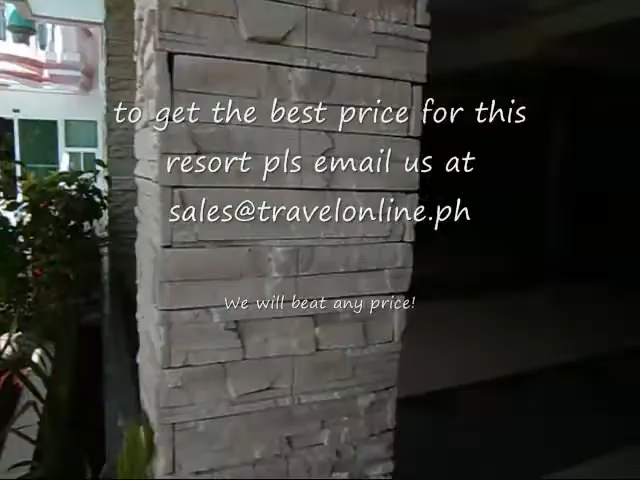 to get the best price for this
resort pls email us at
sales@travelonline.ph
We will beat any price!